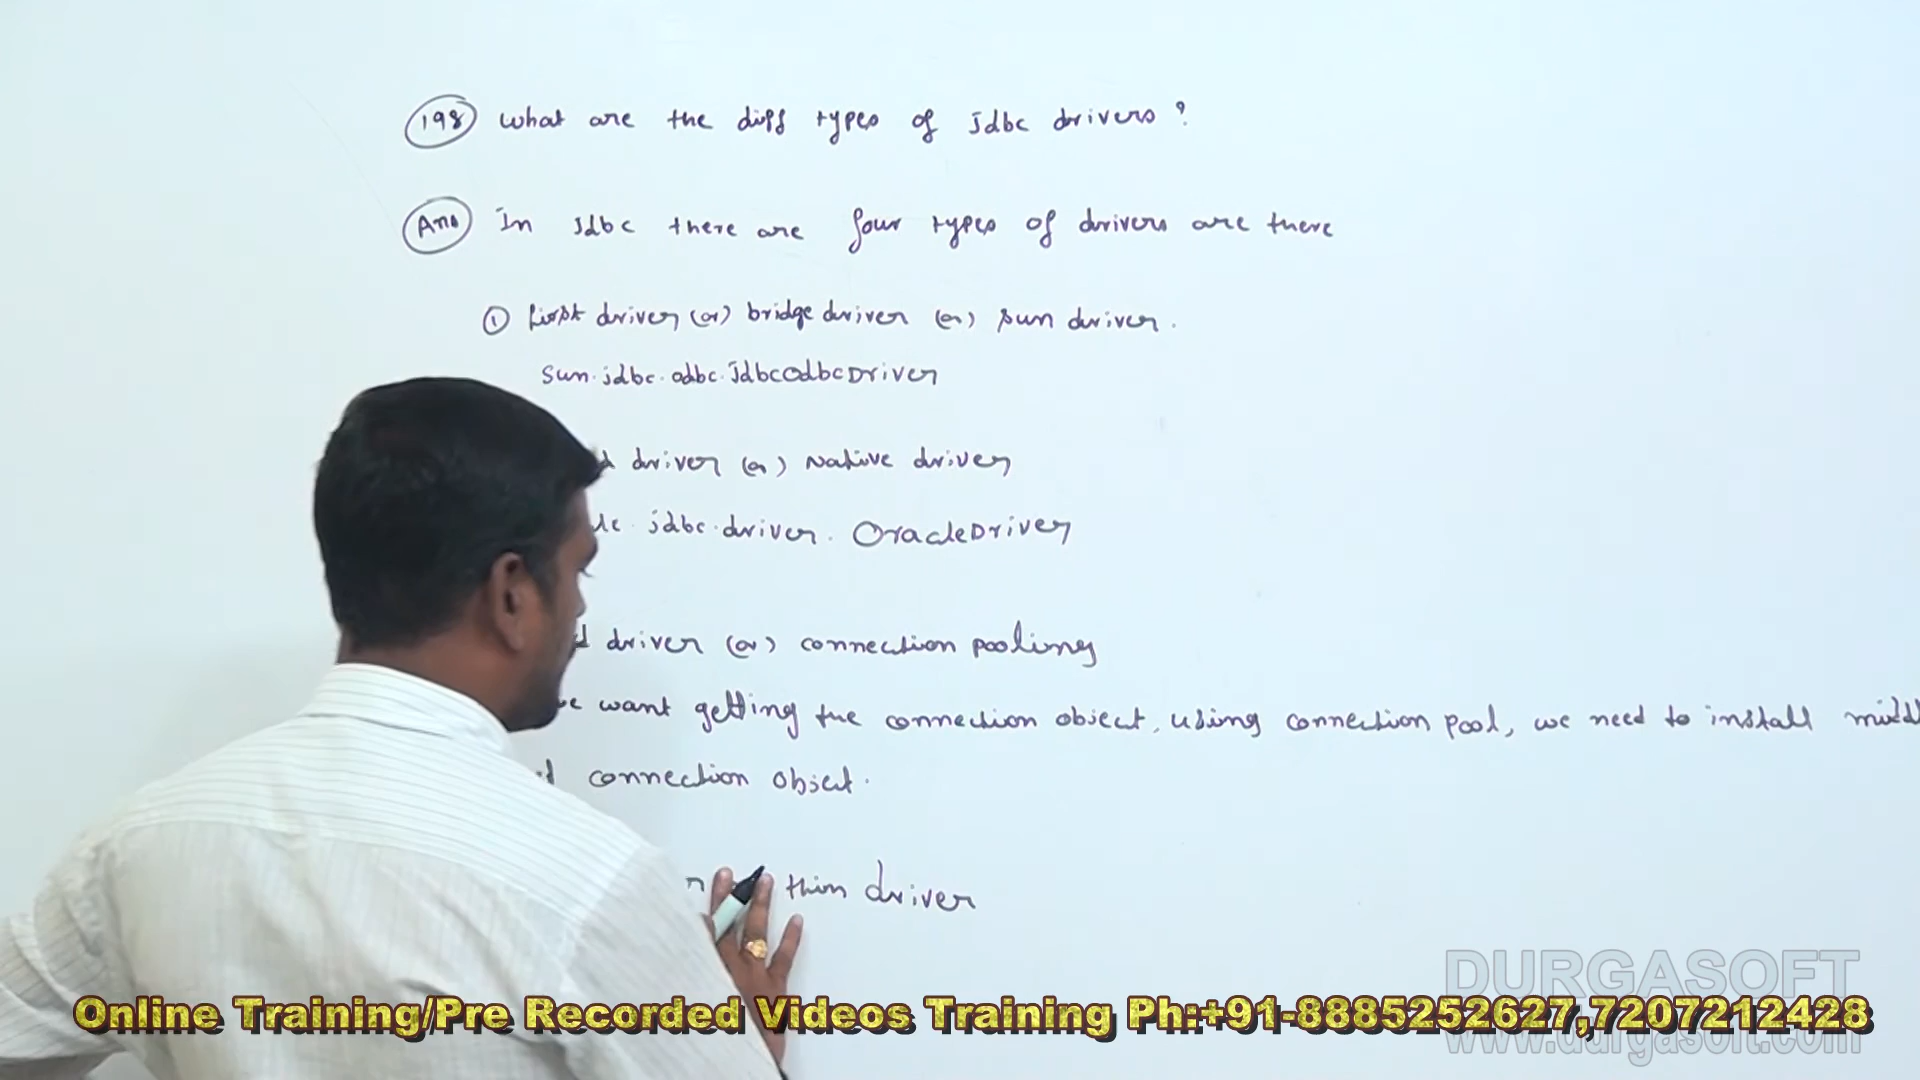 198 What are the diff types of Jdbc drivers?
Ans In Jdbc there are four types of drivers are there
① first driver (or) bridge driver (or) sun driver.
sun.jdbc.odbc.JdbcOdbcDriver
driver (or) Native driver
jdbc.driver.OracleDriver
driver (or) connection pooling
want getting the connection object, using connection pool, we need to install
connection object.
thin driver
DURGASOFT
www.durgasoft.com
Online Training/Pre Recorded Videos Training Ph:+91-8885252627,7207212428